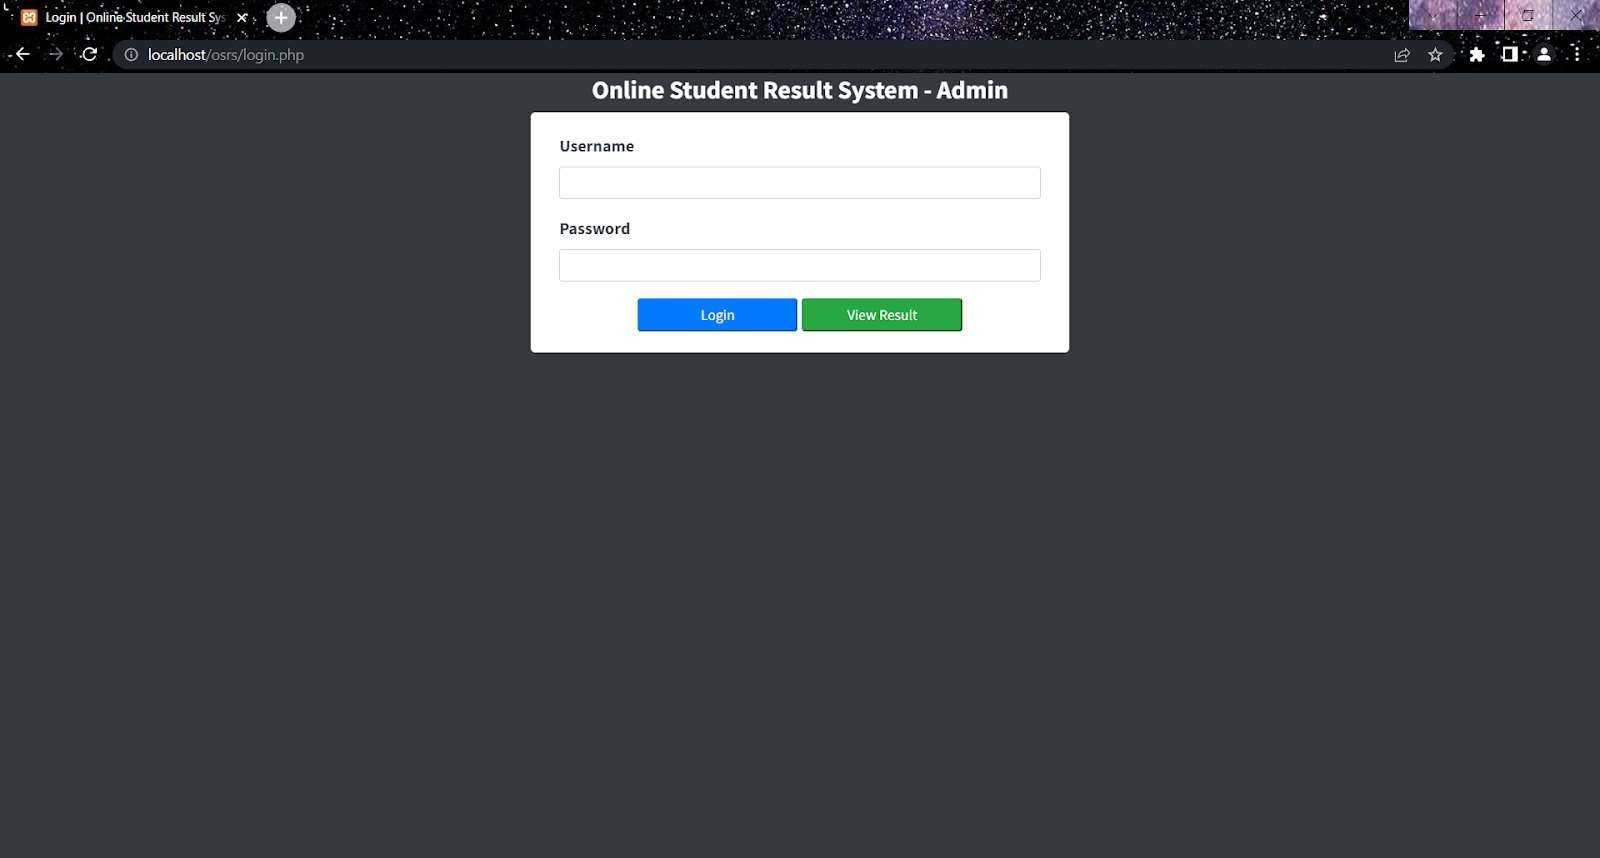 Login | Online Student Result Sys
localhost/osrs/login.php
Online Student Result System - Admin
Username
Password
Login View Result